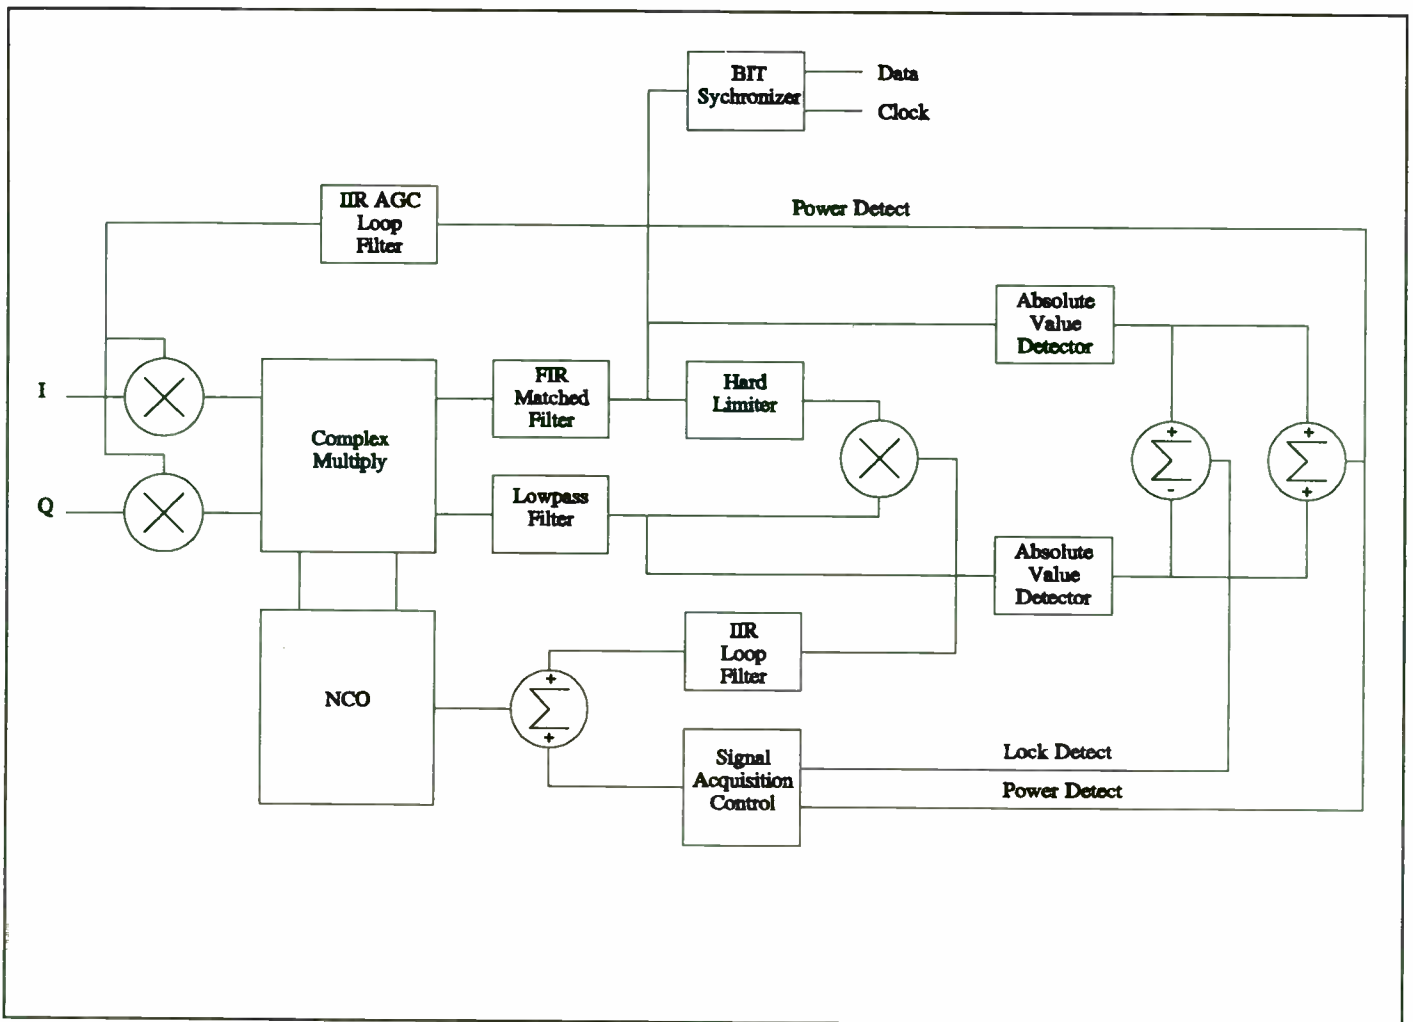 BIT
Sychronizer
Data
Clock
IIR AGC
Loop
Filter
Power Detect
Absolute
Value
Detector
I
FIR
Matched
Filter
Hard
Limiter
Complex
Multiply
+
+
Σ
Σ
-
+
Q
Lowpass
Filter
Absolute
Value
Detector
IIR
Loop
Filter
NCO
+
Σ
+
Signal
Acquisition
Control
Lock Detect
Power Detect